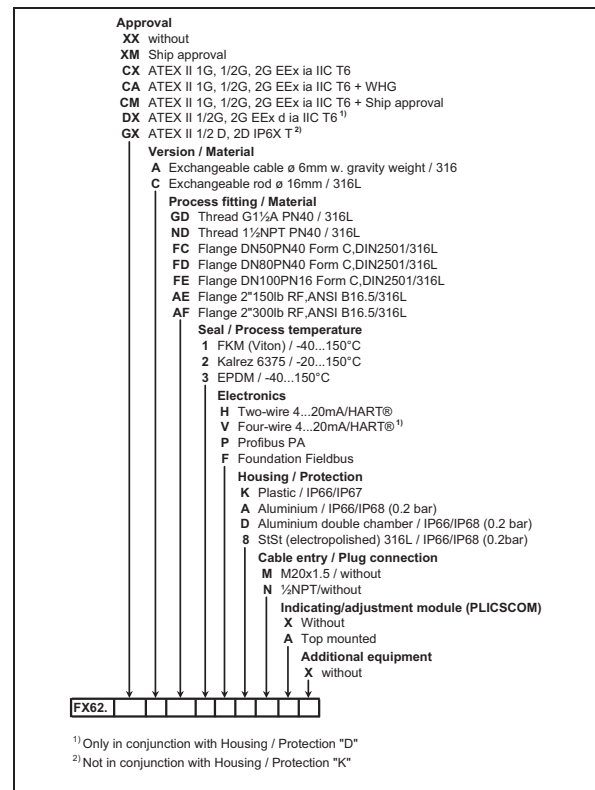 Approval
XX without
XM Ship approval
CX ATEX II 1G, 1/2G, 2G EEx ia IIC T6
CA ATEX II 1G, 1/2G, 2G EEx ia IIC T6 + WHG
CM ATEX II 1G, 1/2G, 2G EEx ia IIC T6 + Ship approval
DX ATEX II 1/2G, 2G EEx d ia IIC T6 1)
GX ATEX II 1/2 D, 2D IP6X T 2)
Version / Material
A Exchangeable cable ø 6mm w. gravity weight / 316
C Exchangeable rod ø 16mm / 316L
Process fitting / Material
GD Thread G1½A PN40 / 316L
ND Thread 1½NPT PN40 / 316L
FC Flange DN50PN40 Form C,DIN2501/316L
FD Flange DN80PN40 Form C,DIN2501/316L
FE Flange DN100PN16 Form C,DIN2501/316L
AE Flange 2"150lb RF,ANSI B16.5/316L
AF Flange 2"300lb RF,ANSI B16.5/316L
Seal / Process temperature
1 FKM (Viton) / -40...150°C
2 Kalrez 6375 / -20...150°C
3 EPDM / -40...150°C
Electronics
H Two-wire 4...20mA/HART®
V Four-wire 4...20mA/HART® 1)
P Profibus PA
F Foundation Fieldbus
Housing / Protection
K Plastic / IP66/IP67
A Aluminium / IP66/IP68 (0.2 bar)
D Aluminium double chamber / IP66/IP68 (0.2 bar)
8 StSt (electropolished) 316L / IP66/IP68 (0.2bar)
Cable entry / Plug connection
M M20x1.5 / without
N ½NPT/without
Indicating/adjustment module (PLICSCOM)
X Without
A Top mounted
Additional equipment
X without
FX62.
1) Only in conjunction with Housing / Protection "D"
2) Not in conjunction with Housing / Protection "K"